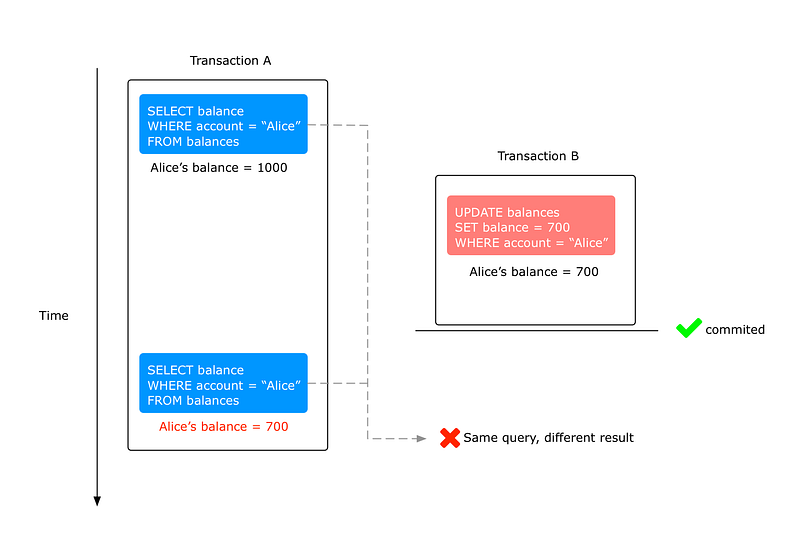 Transaction A
SELECT balance
WHERE account = “Alice”
FROM balances
Alice’s balance = 1000
Transaction B
UPDATE balances
SET balance = 700
WHERE account = “Alice”
Alice’s balance = 700
Time
commited
SELECT balance
WHERE account = “Alice”
FROM balances
Alice’s balance = 700
Same query, different result